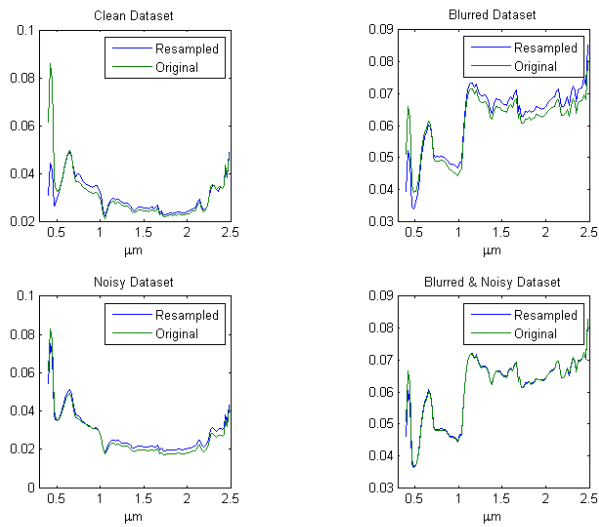 Clean Dataset
0.1
0.08
0.06
0.04
0.02
0.5
1
1.5
2
2.5
μm
Resampled
Original
Blurred Dataset
0.09
0.08
0.07
0.06
0.05
0.04
0.03
0.5
1
1.5
2
2.5
μm
Resampled
Original
Noisy Dataset
0.1
0.08
0.06
0.04
0.02
0
0.5
1
1.5
2
2.5
μm
Resampled
Original
Blurred & Noisy Dataset
0.09
0.08
0.07
0.06
0.05
0.04
0.03
0.5
1
1.5
2
2.5
μm
Resampled
Original